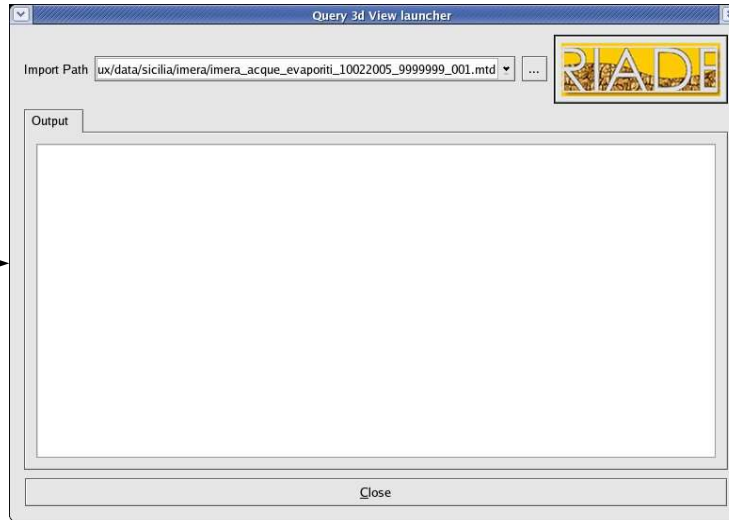 Query 3d View launcher
Import Path ux/data/sicilia/imera/imera_acque_evaporiti_10022005_9999999_001.mtd ...
RIADE
Output
Close